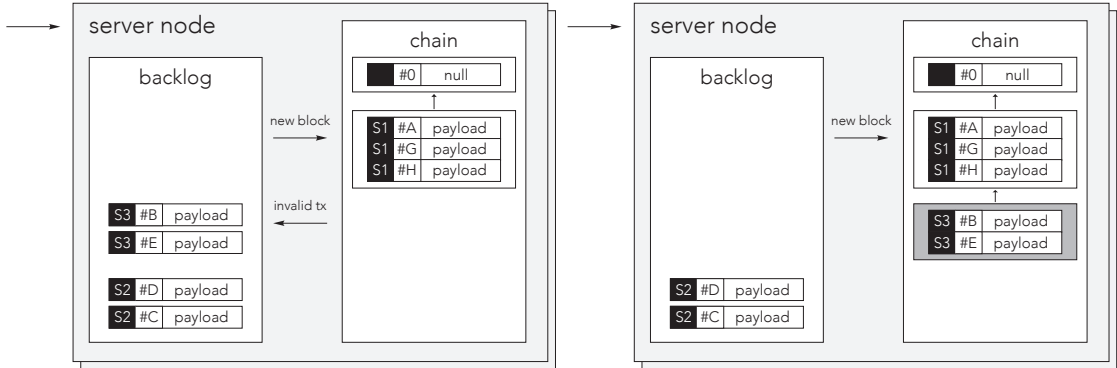 server node
backlog
S3 #B payload
S3 #E payload
S2 #D payload
S2 #C payload
new block
invalid tx
chain
#0 null
S1 #A payload
S1 #G payload
S1 #H payload
server node
backlog
S2 #D payload
S2 #C payload
new block
chain
#0 null
S1 #A payload
S1 #G payload
S1 #H payload
S3 #B payload
S3 #E payload